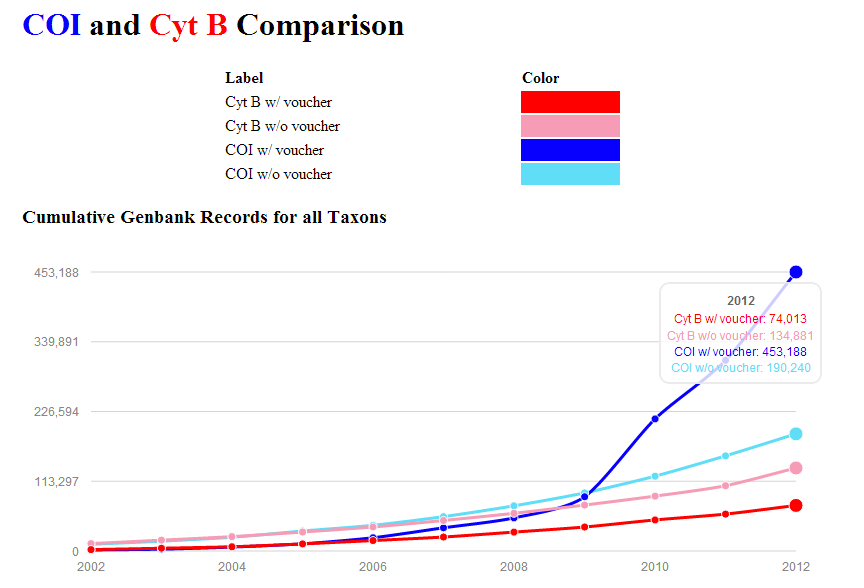 COI and Cyt B Comparison
Label Color
Cyt B w/ voucher
Cyt B w/o voucher
COI w/ voucher
COI w/o voucher
Cumulative Genbank Records for all Taxons
453,188
339,891
226,594
113,297
0
2012
Cyt B w/ voucher: 74,013
Cyt B w/o voucher: 134,881
COI w/ voucher: 453,188
COI w/o voucher: 190,240
2002 2004 2006 2008 2010 2012